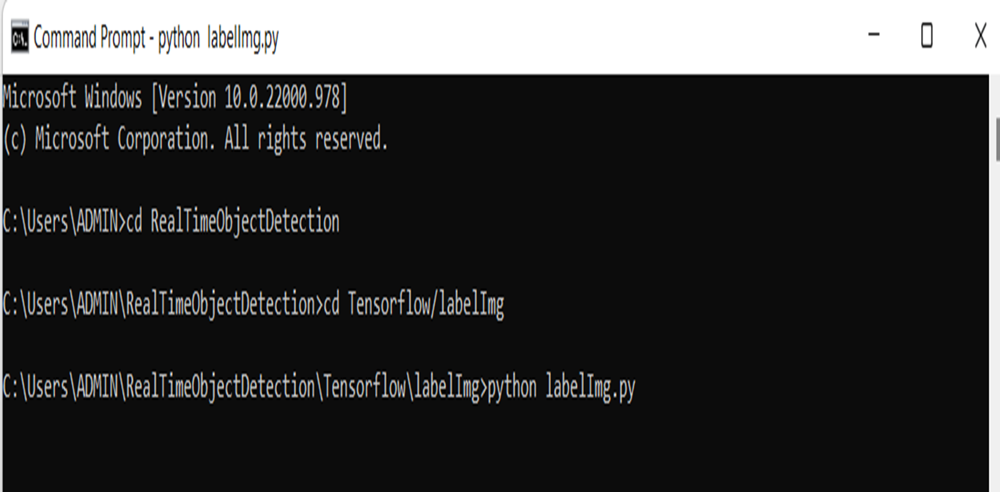 Command Prompt - python  labelImg.py
Microsoft Windows [Version 10.0.22000.978]
(c) Microsoft Corporation. All rights reserved.
C:\Users\ADMIN>cd RealTimeObjectDetection
C:\Users\ADMIN\RealTimeObjectDetection>cd Tensorflow/labelImg
C:\Users\ADMIN\RealTimeObjectDetection\Tensorflow\labelImg>python labelImg.py